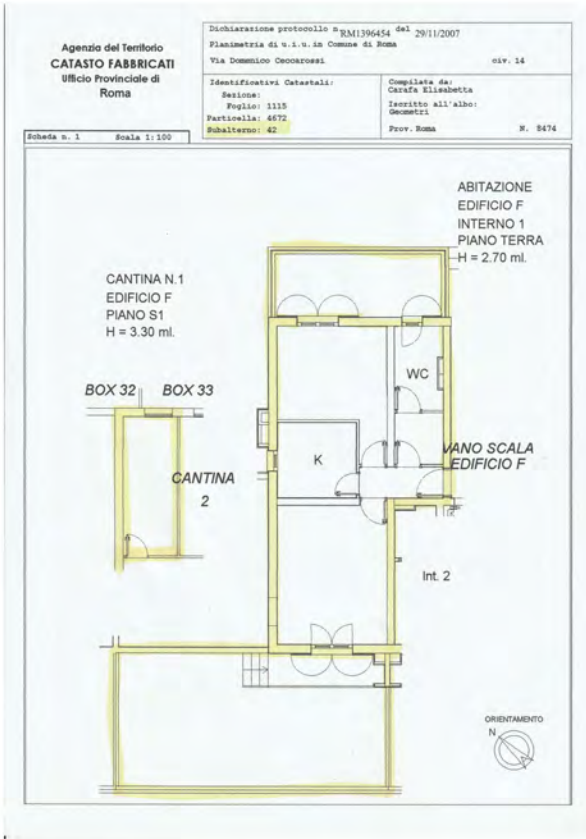 Agenzia del Territorio
CATASTO FABBRICATI
Ufficio Provinciale di
Roma
Scheda n. 1 Scala 1:100
Dichiarazione protocollo n RM1396454 del 29/11/2007
Planimetria di u.i.u. in Comune di Roma
Via Domenico Ceccarossi civ. 14
Identificativi Catastali:
Sezione:
Foglio: 1115
Particella: 4672
Subalterno: 42
Compilata da:
Carafa Elisabetta
Iscritto all'albo:
Geometri
Prov. Roma N. 8474
ABITAZIONE
EDIFICIO F
INTERNO 1
PIANO TERRA
H = 2.70 ml.
CANTINA N.1
EDIFICIO F
PIANO S1
H = 3.30 ml.
BOX 32 BOX 33
CANTINA
2
WC
K
VANO SCALA
EDIFICIO F
Int. 2
ORIENTAMENTO
N